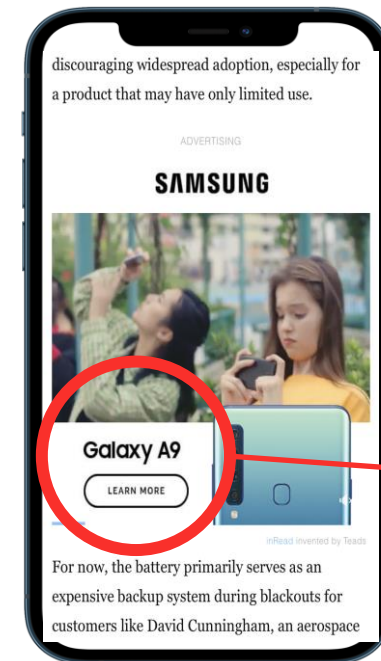 discouraging widespread adoption, especially for
a product that may have only limited use.
ADVERTISING
SAMSUNG
Galaxy A9
LEARN MORE
inRead invented by Teads
For now, the battery primarily serves as an
expensive backup system during blackouts for
customers like David Cunningham, an aerospace